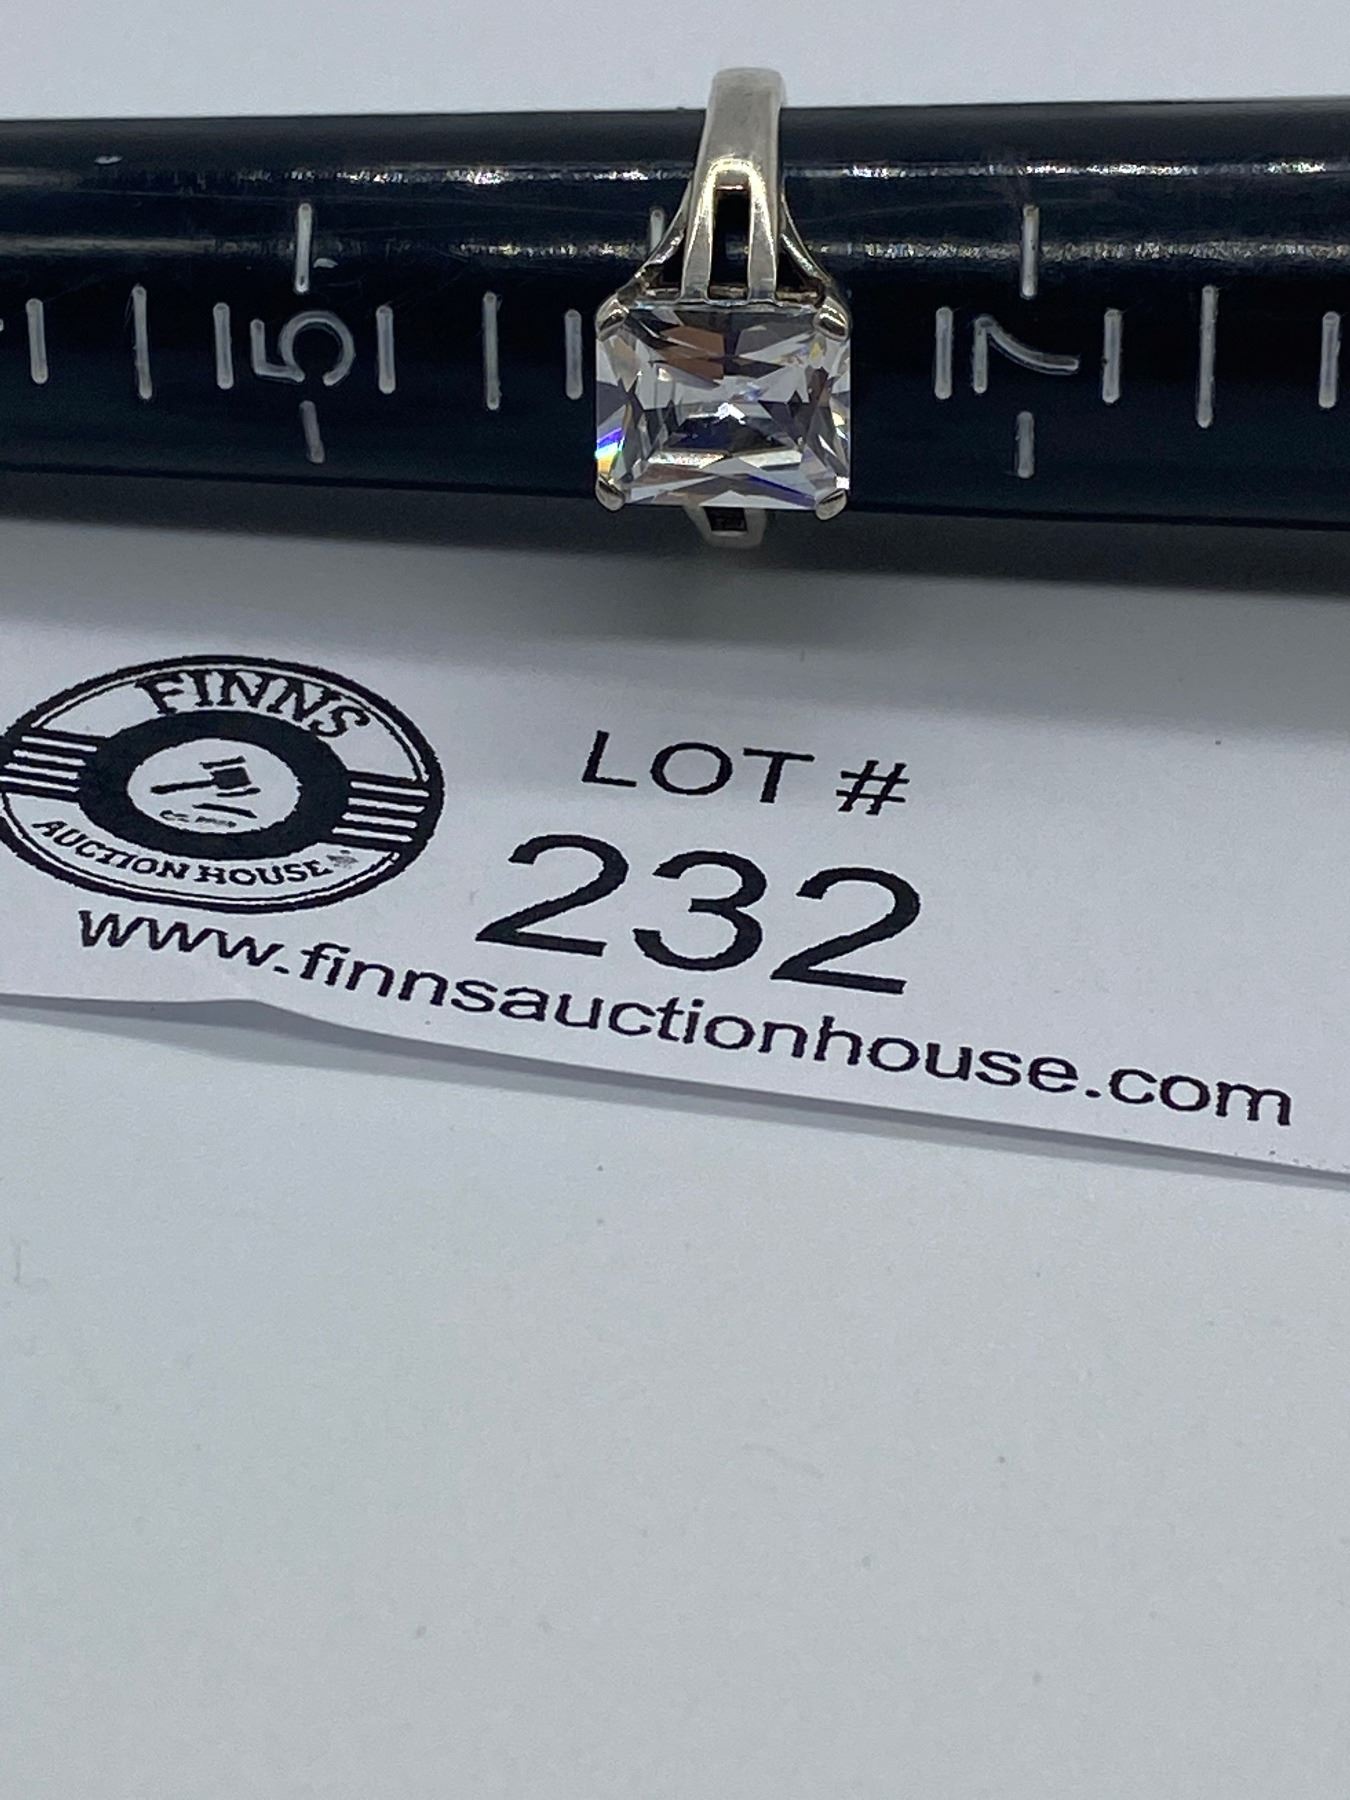 5 7
FINNS
AUCTION HOUSE
LOT #
232
www.finnsauctionhouse.com